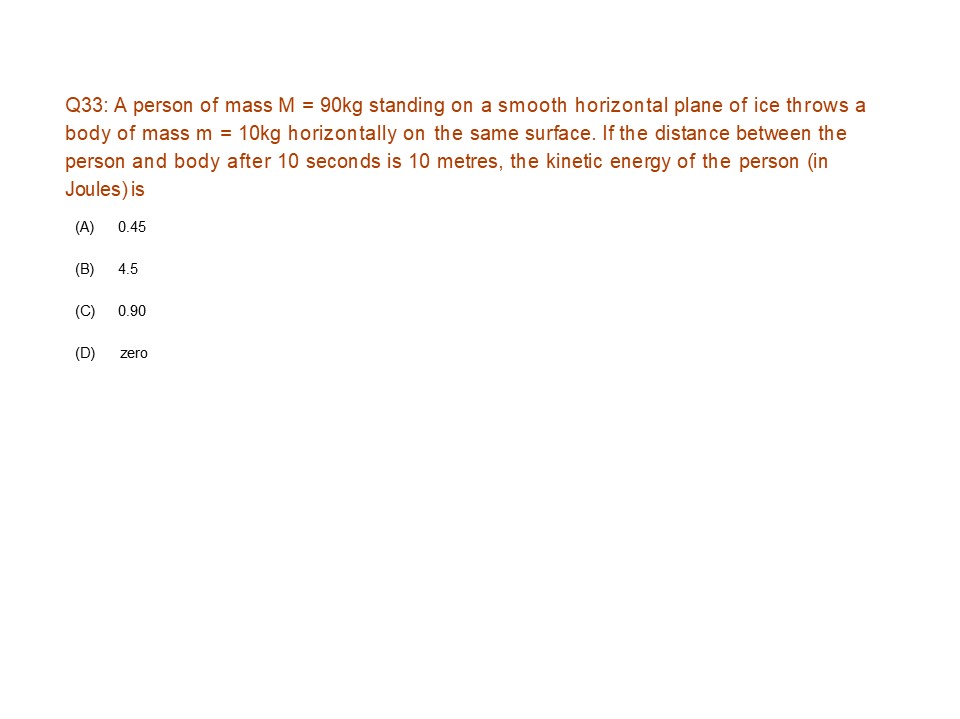 Q33: A person of mass M = 90kg standing on a smooth horizontal plane of ice throws a
body of mass m = 10kg horizontally on the same surface. If the distance between the
person and body after 10 seconds is 10 metres, the kinetic energy of the person (in
Joules) is
(A) 0.45
(B) 4.5
(C) 0.90
(D) zero